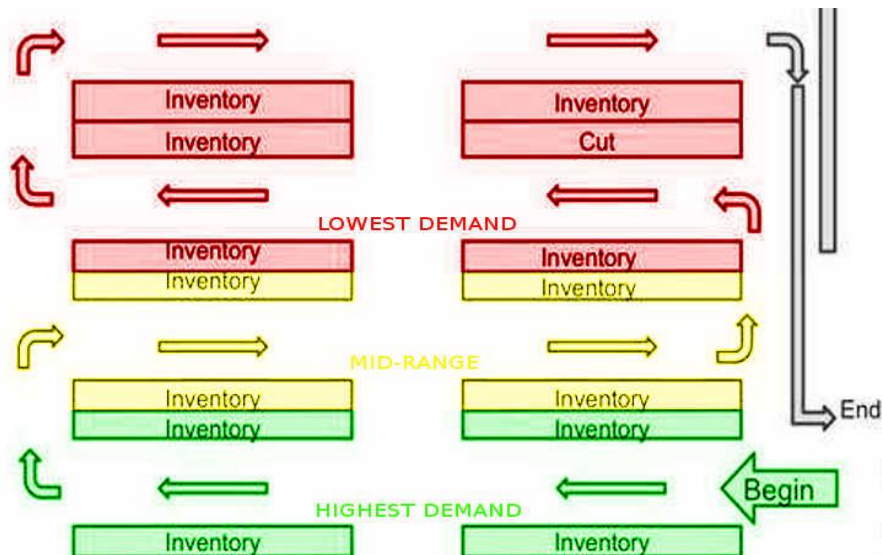 Inventory
Inventory
Inventory
Cut
LOWEST DEMAND
Inventory
Inventory
Inventory
Inventory
MID-RANGE
Inventory
Inventory
Inventory
Inventory
End
Begin
HIGHEST DEMAND
Inventory
Inventory